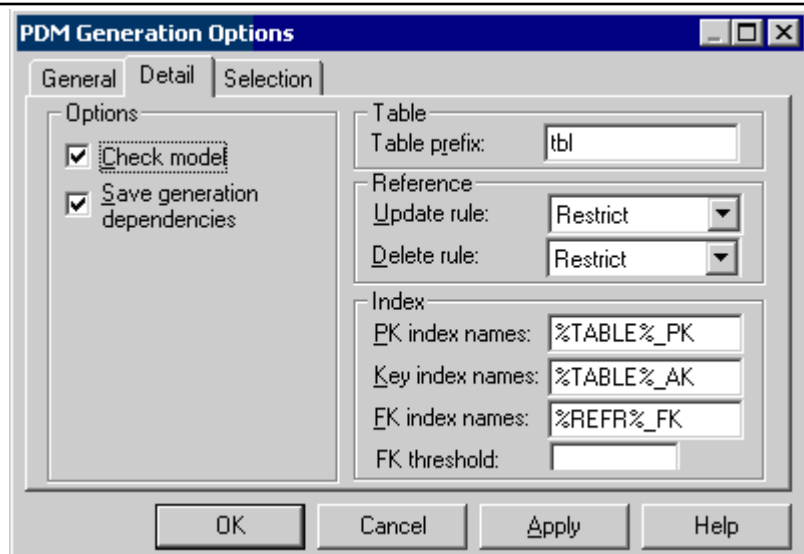 PDM Generation Options
General Detail Selection
Options
Check model
Save generation
dependencies
Table
Table prefix: tbl
Reference
Update rule: Restrict
Delete rule: Restrict
Index
PK index names: %TABLE%_PK
Key index names: %TABLE%_AK
FK index names: %REFR%_FK
FK threshold:
OK Cancel Apply Help